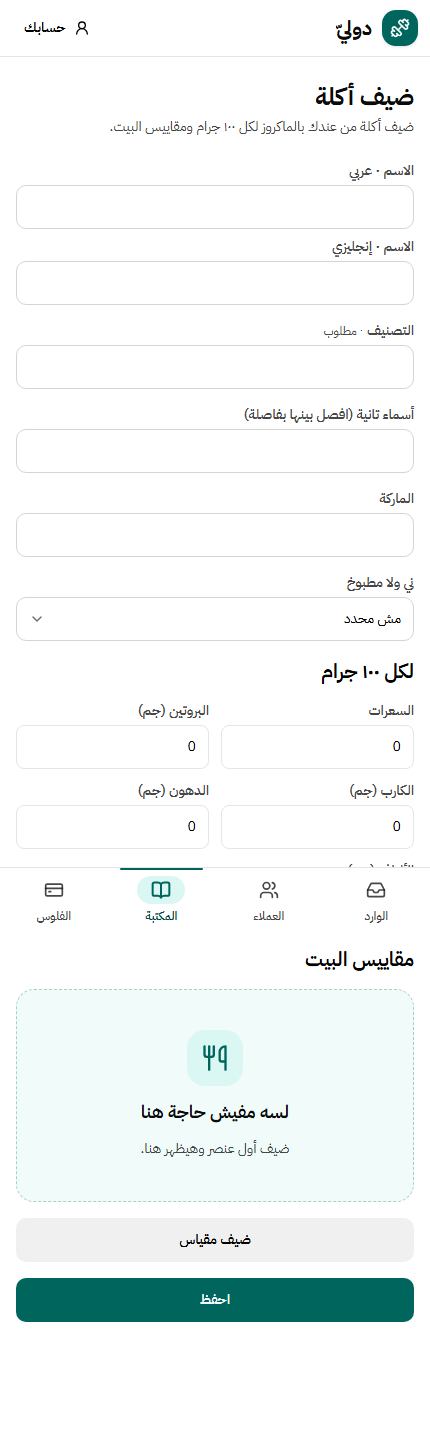 دوليّ
حسابك
ضيف أكلة
ضيف أكلة من عندك بالماكروز لكل ١٠٠ جرام ومقاييس البيت.
الاسم · عربي
الاسم · إنجليزي
التصنيف · مطلوب
أسماء تانية (افصل بينها بفاصلة)
الماركة
ني ولا مطبوخ
مش محدد
لكل ١٠٠ جرام
السعرات
البروتين (جم)
0
0
الكارب (جم)
الدهون (جم)
0
0
الوارد
العملاء
المكتبة
الفلوس
مقاييس البيت
لسه مفيش حاجة هنا
ضيف أول عنصر وهيظهر هنا.
ضيف مقياس
احفظ